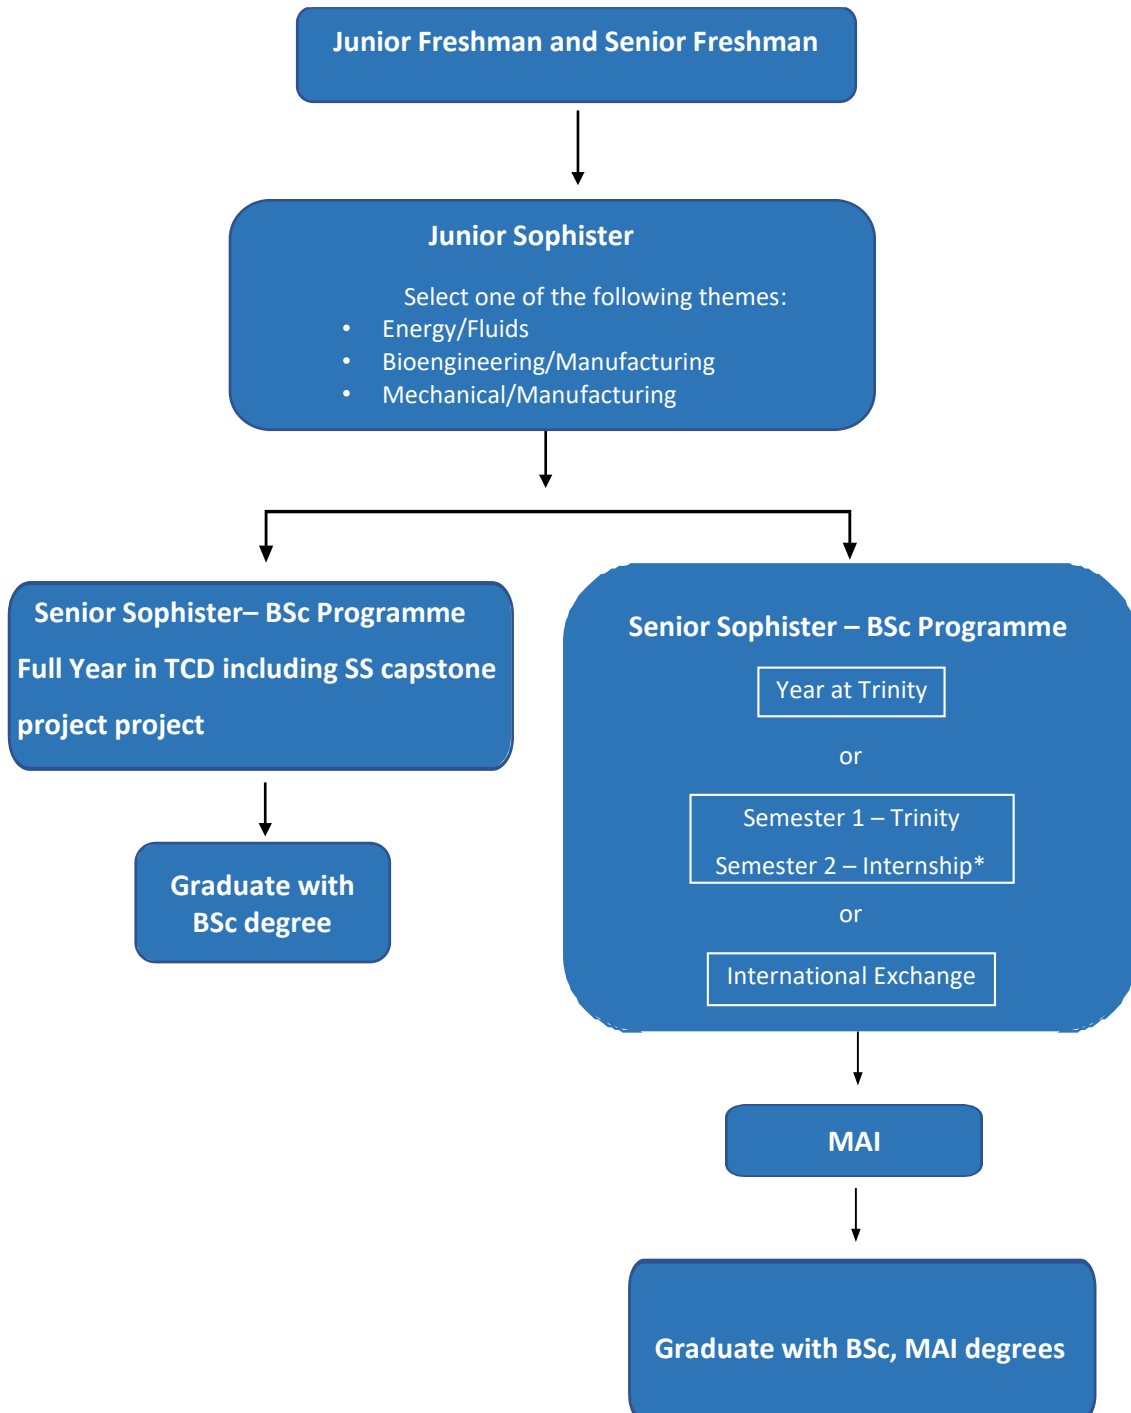 Junior Freshman and Senior Freshman
Junior Sophister
Select one of the following themes:
• Energy/Fluids
• Bioengineering/Manufacturing
• Mechanical/Manufacturing
Senior Sophister– BSc Programme
Full Year in TCD including SS capstone
project project
Graduate with
BSc degree
Senior Sophister – BSc Programme
Year at Trinity
or
Semester 1 – Trinity
Semester 2 – Internship*
or
International Exchange
MAI
Graduate with BSc, MAI degrees